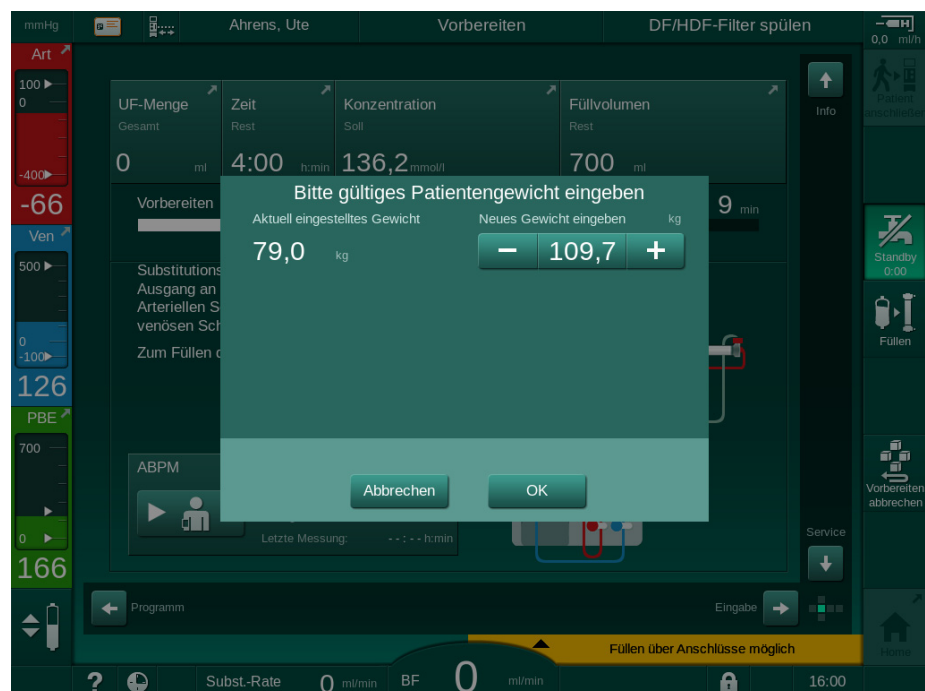 mmHg
Ahrens, Ute
Vorbereiten
DF/HDF-Filter spülen
0,0 ml/h
Art
100
0
-400
-66
Ven
500
0
-100
126
PBE
700
0
166
UF-Menge
Gesamt
0 ml
Zeit
Rest
4:00 h:min
Konzentration
Soll
136,2 mmol/l
Füllvolumen
Rest
700 ml
Info
Patient
anschließen
Vorbereiten
9 min
Bitte gültiges Patientengewicht eingeben
Aktuell eingestelltes Gewicht
Neues Gewicht eingeben kg
79,0 kg
− 109,7 +
Substitutions
Ausgang an
Arteriellen S
venösen Sch
Zum Füllen d
Standby
0:00
Füllen
Abbrechen
OK
ABPM
Letzte Messung: --:-- h:min
Vorbereiten
abbrechen
Service
Programm
Eingabe
Füllen über Anschlüsse möglich
Home
?
Subst.-Rate 0 ml/min
BF 0 ml/min
16:00